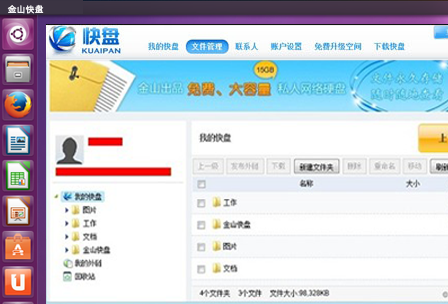 金山快盘
快盘
KUAIPAN
我的快盘 文件管理 联系人 账户设置 免费升级空间 下载快盘
15GB
金山出品 免费、大容量 私人网络硬盘
文件永久存储
随时随地查看
我的快盘
上
上一级 发布外链 下载 新建文件夹 删除 重命名 移动 刷新
名称 大小
我的快盘
图片
工作
文档
金山快盘
我的外链
回收站
工作
金山快盘
图片
文档
4个文件夹 3个文件 文件大小:98,328KB